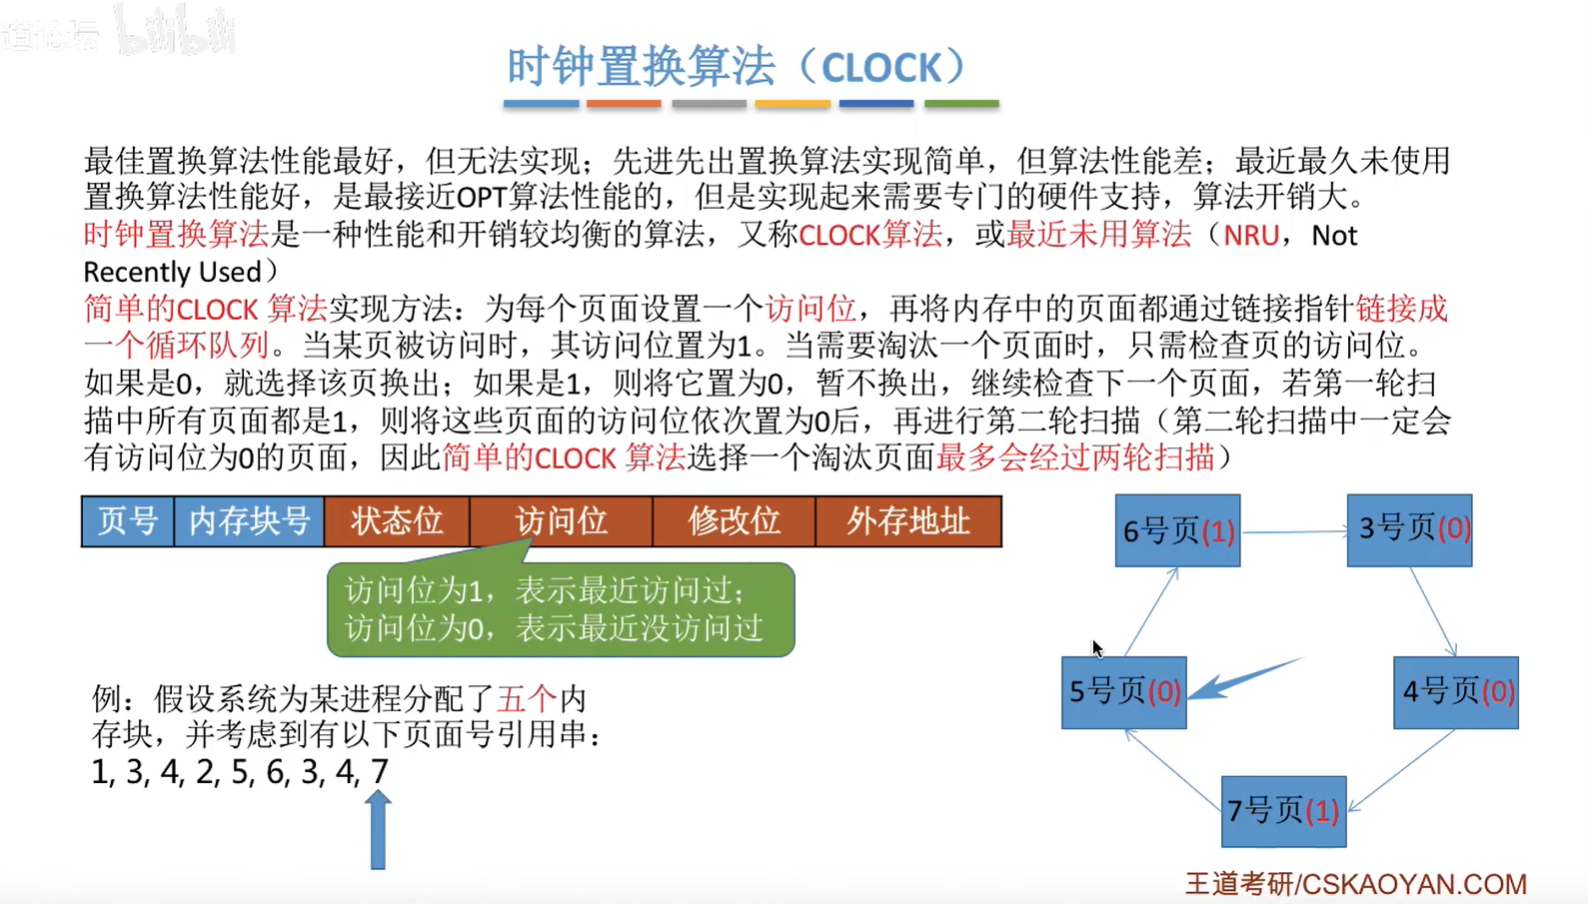 道论坛 bilibili
时钟置换算法（CLOCK）
最佳置换算法性能最好，但无法实现；先进先出置换算法实现简单，但算法性能差；最近最久未使用
置换算法性能好，是最接近OPT算法性能的，但是实现起来需要专门的硬件支持，算法开销大。
时钟置换算法是一种性能和开销较均衡的算法，又称CLOCK算法，或最近未用算法（NRU，Not
Recently Used）
简单的CLOCK 算法实现方法：为每个页面设置一个访问位，再将内存中的页面都通过链接指针链接成
一个循环队列。当某页被访问时，其访问位置为1。当需要淘汰一个页面时，只需检查页的访问位。
如果是0，就选择该页换出；如果是1，则将它置为0，暂不换出，继续检查下一个页面，若第一轮扫
描中所有页面都是1，则将这些页面的访问位依次置为0后，再进行第二轮扫描（第二轮扫描中一定会
有访问位为0的页面，因此简单的CLOCK 算法选择一个淘汰页面最多会经过两轮扫描）
页号 内存块号 状态位 访问位 修改位 外存地址
访问位为1，表示最近访问过；
访问位为0，表示最近没访问过
例：假设系统为某进程分配了五个内
存块，并考虑到有以下页面号引用串：
1, 3, 4, 2, 5, 6, 3, 4, 7
6号页(1) 3号页(0)
5号页(0) 4号页(0)
7号页(1)
王道考研/CSKAOYAN.COM